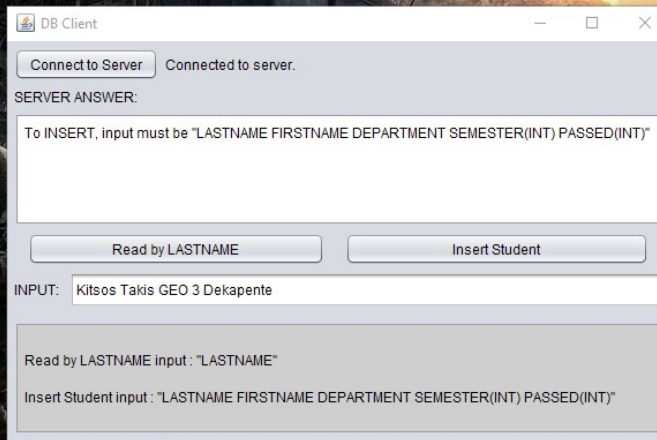 DB Client
Connect to Server Connected to server.
SERVER ANSWER:
To INSERT, input must be "LASTNAME FIRSTNAME DEPARTMENT SEMESTER(INT) PASSED(INT)"
Read by LASTNAME Insert Student
INPUT: Kitsos Takis GEO 3 Dekapente
Read by LASTNAME input : "LASTNAME"
Insert Student input : "LASTNAME FIRSTNAME DEPARTMENT SEMESTER(INT) PASSED(INT)"